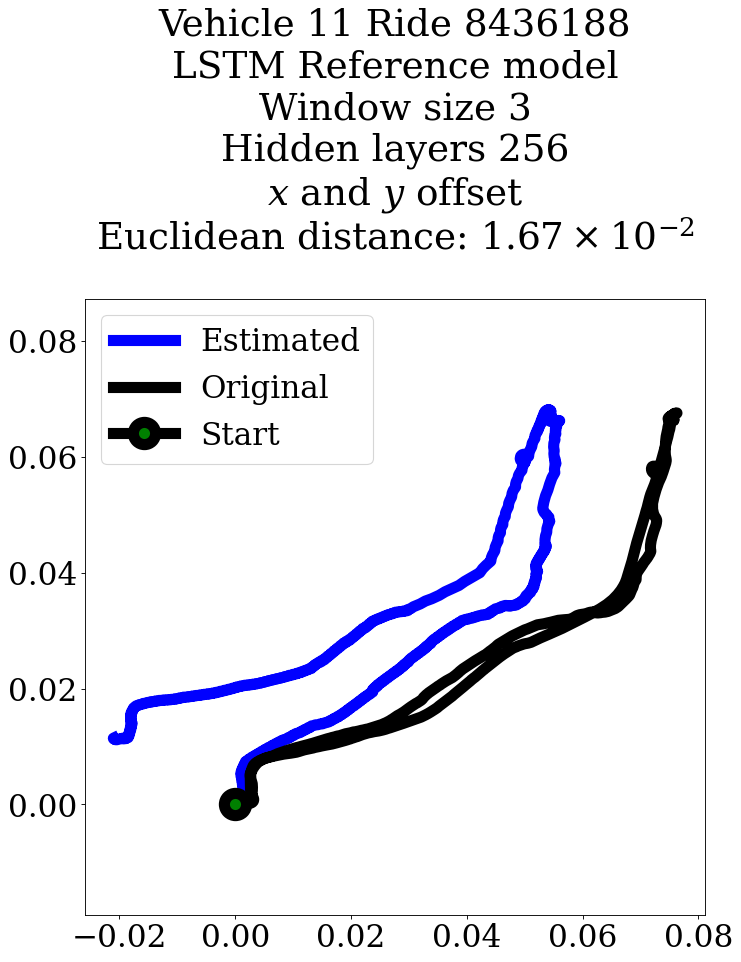 Vehicle 11 Ride 8436188
LSTM Reference model
Window size 3
Hidden layers 256
x and y offset
Euclidean distance: 1.67 × 10⁻²
Estimated
Original
Start
0.08
0.06
0.04
0.02
0.00
−0.02 0.00 0.02 0.04 0.06 0.08